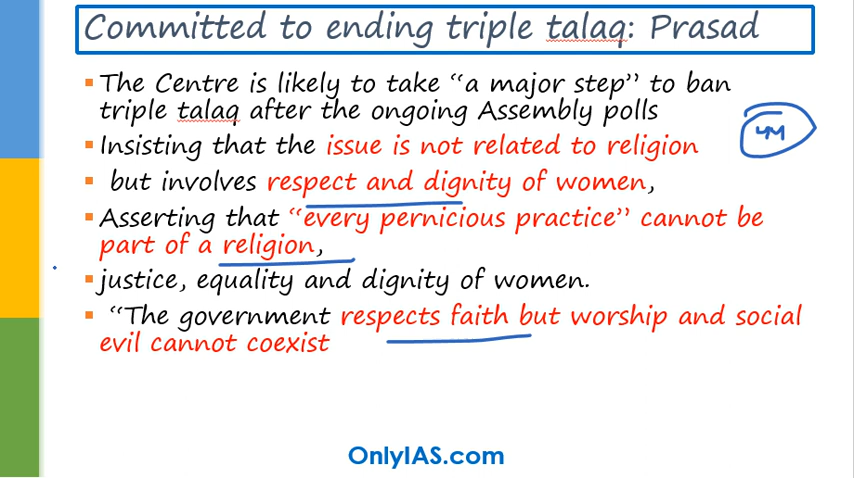 Committed to ending triple talaq: Prasad
The Centre is likely to take “a major step” to ban
triple talaq after the ongoing Assembly polls
4M
Insisting that the issue is not related to religion
but involves respect and dignity of women,
Asserting that “every pernicious practice” cannot be
part of a religion,
justice, equality and dignity of women.
“The government respects faith but worship and social
evil cannot coexist
OnlyIAS.com